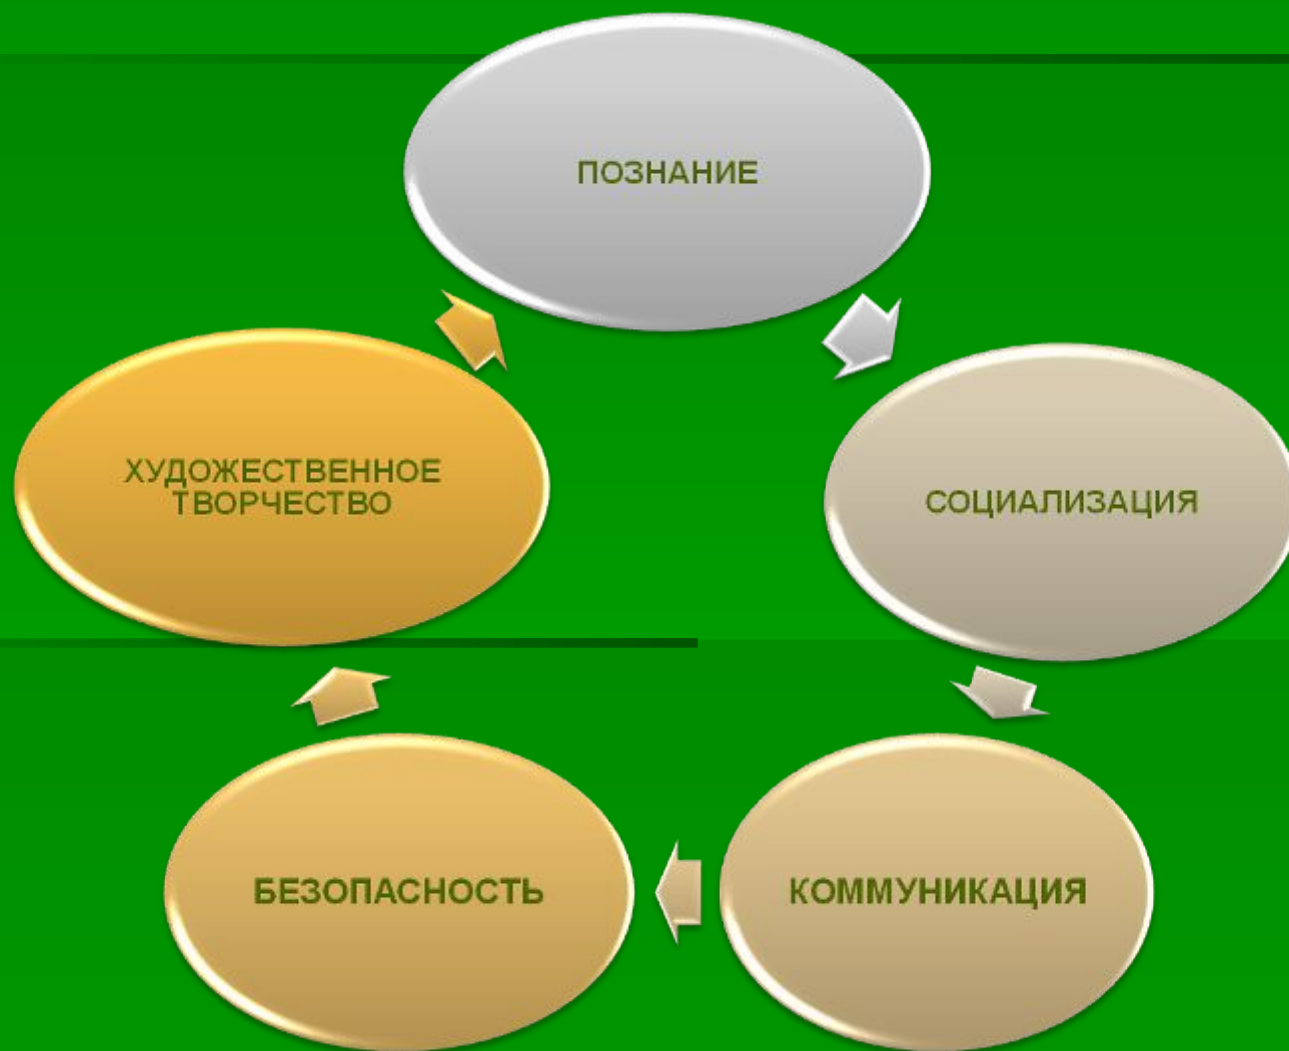 ПОЗНАНИЕ
СОЦИАЛИЗАЦИЯ
КОММУНИКАЦИЯ
БЕЗОПАСНОСТЬ
ХУДОЖЕСТВЕННОЕ
ТВОРЧЕСТВО